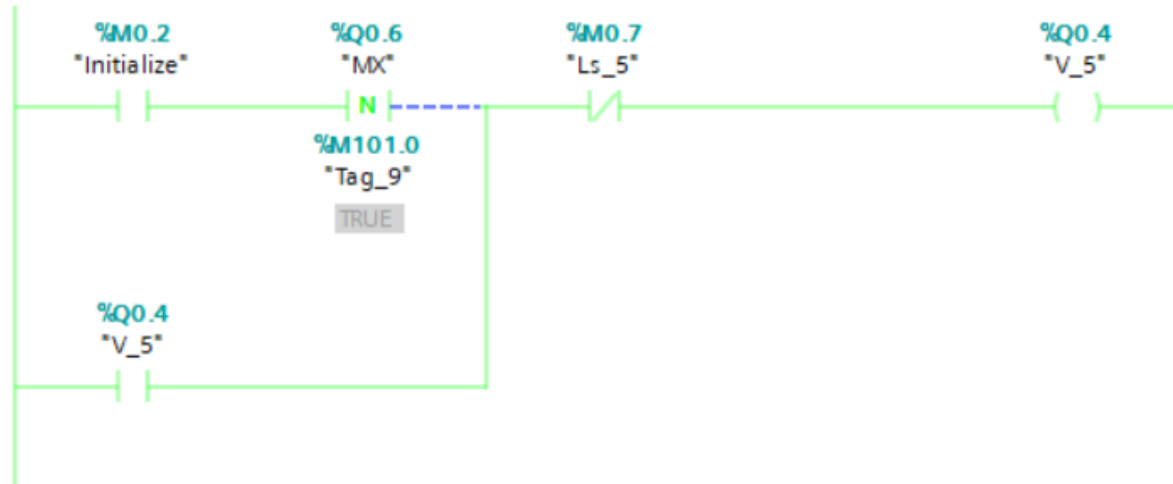 %M0.2 %Q0.6 %M0.7 %Q0.4
"Initialize" "MX" "Ls_5" "V_5"
N
%M101.0
"Tag_9"
TRUE
%Q0.4
"V_5"